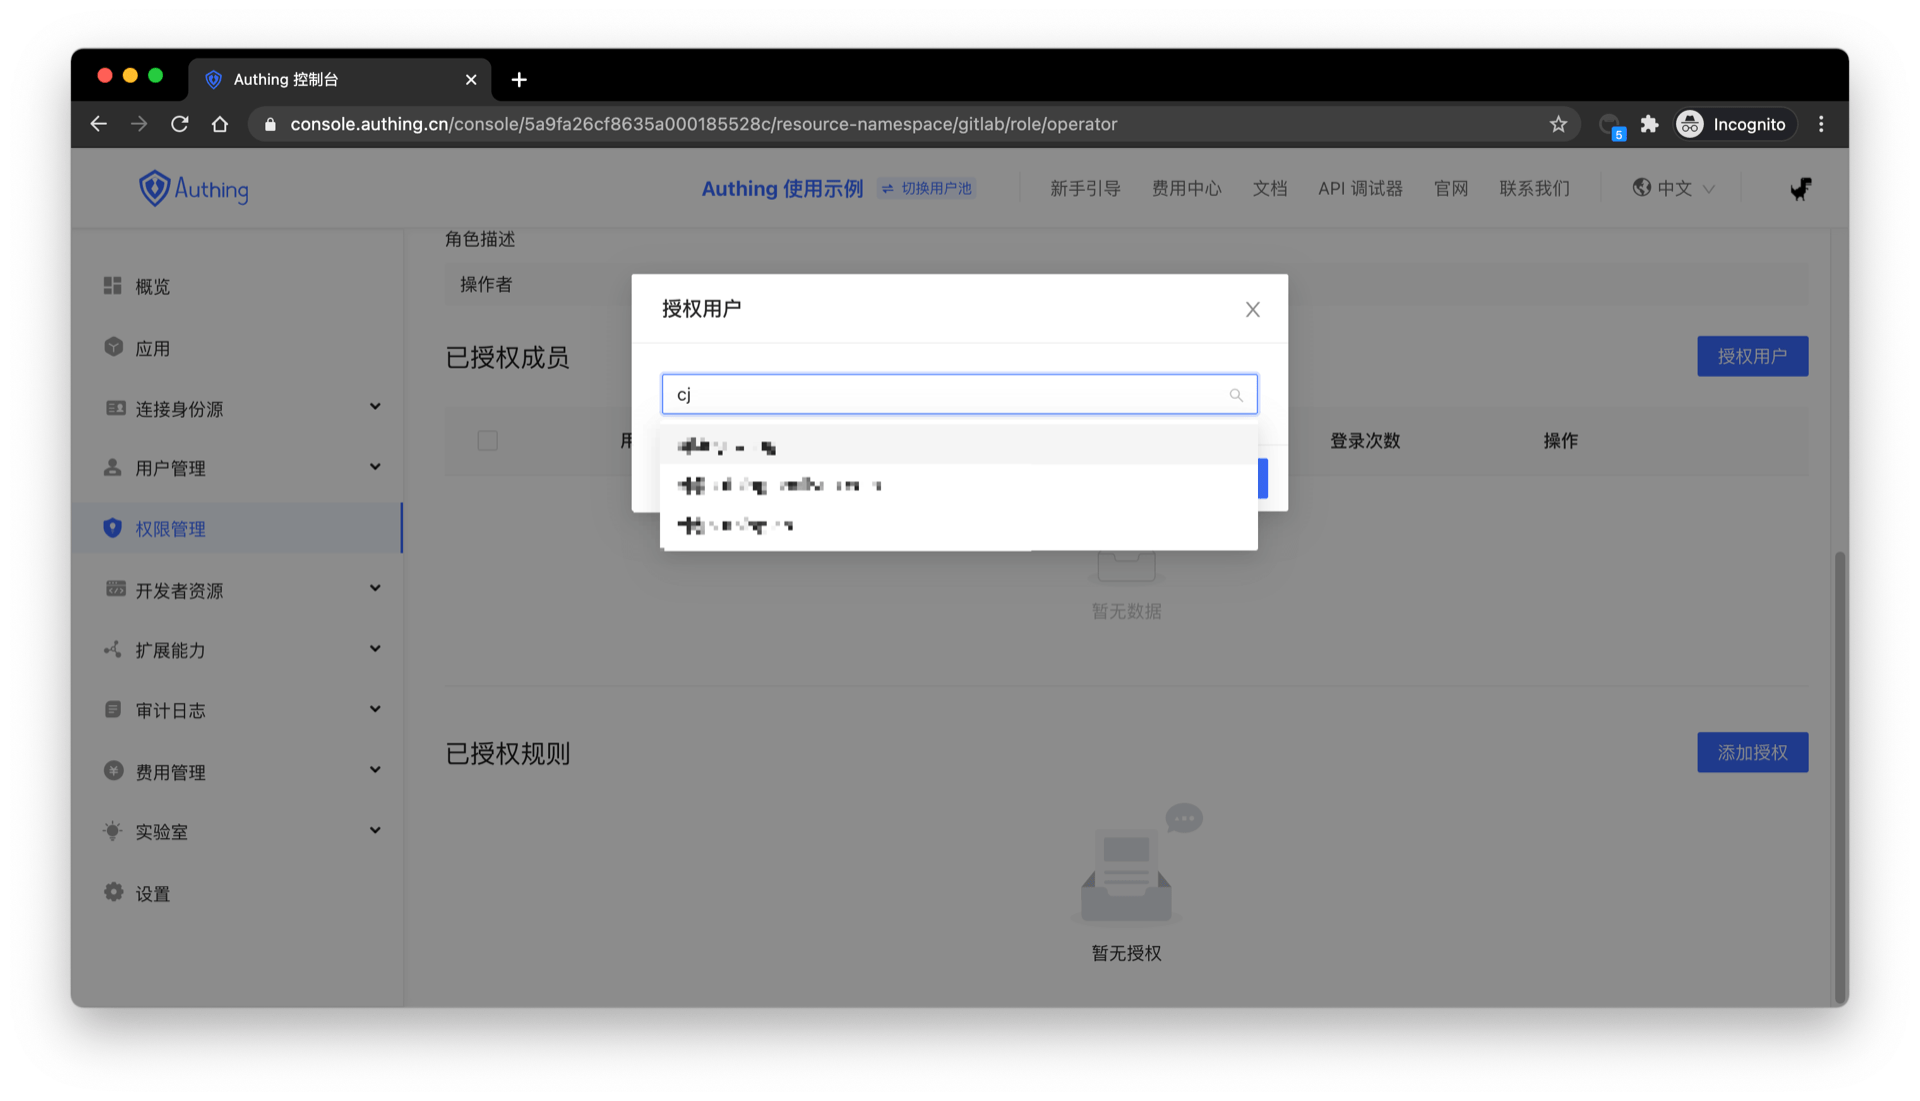 Authing 控制台
console.authing.cn/console/5a9fa26cf8635a000185528c/resource-namespace/gitlab/role/operator
5
Incognito
Authing
Authing 使用示例
切换用户池
新手引导
费用中心
文档
API 调试器
官网
联系我们
中文
概览
应用
连接身份源
用户管理
权限管理
开发者资源
扩展能力
审计日志
费用管理
实验室
设置
角色描述
操作者
已授权成员
授权用户
登录次数
操作
授权用户
cj
暂无数据
已授权规则
添加授权
暂无授权